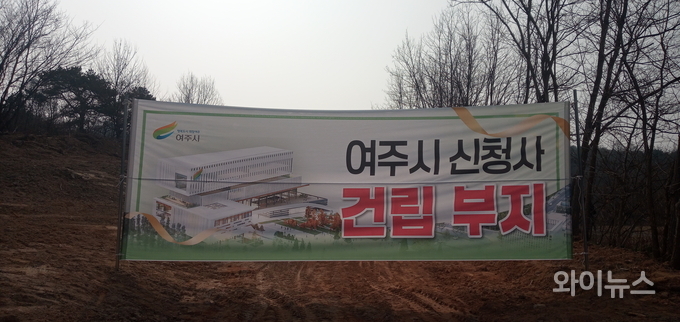 여주시
여주시 신청사
건립 부지
와이뉴스